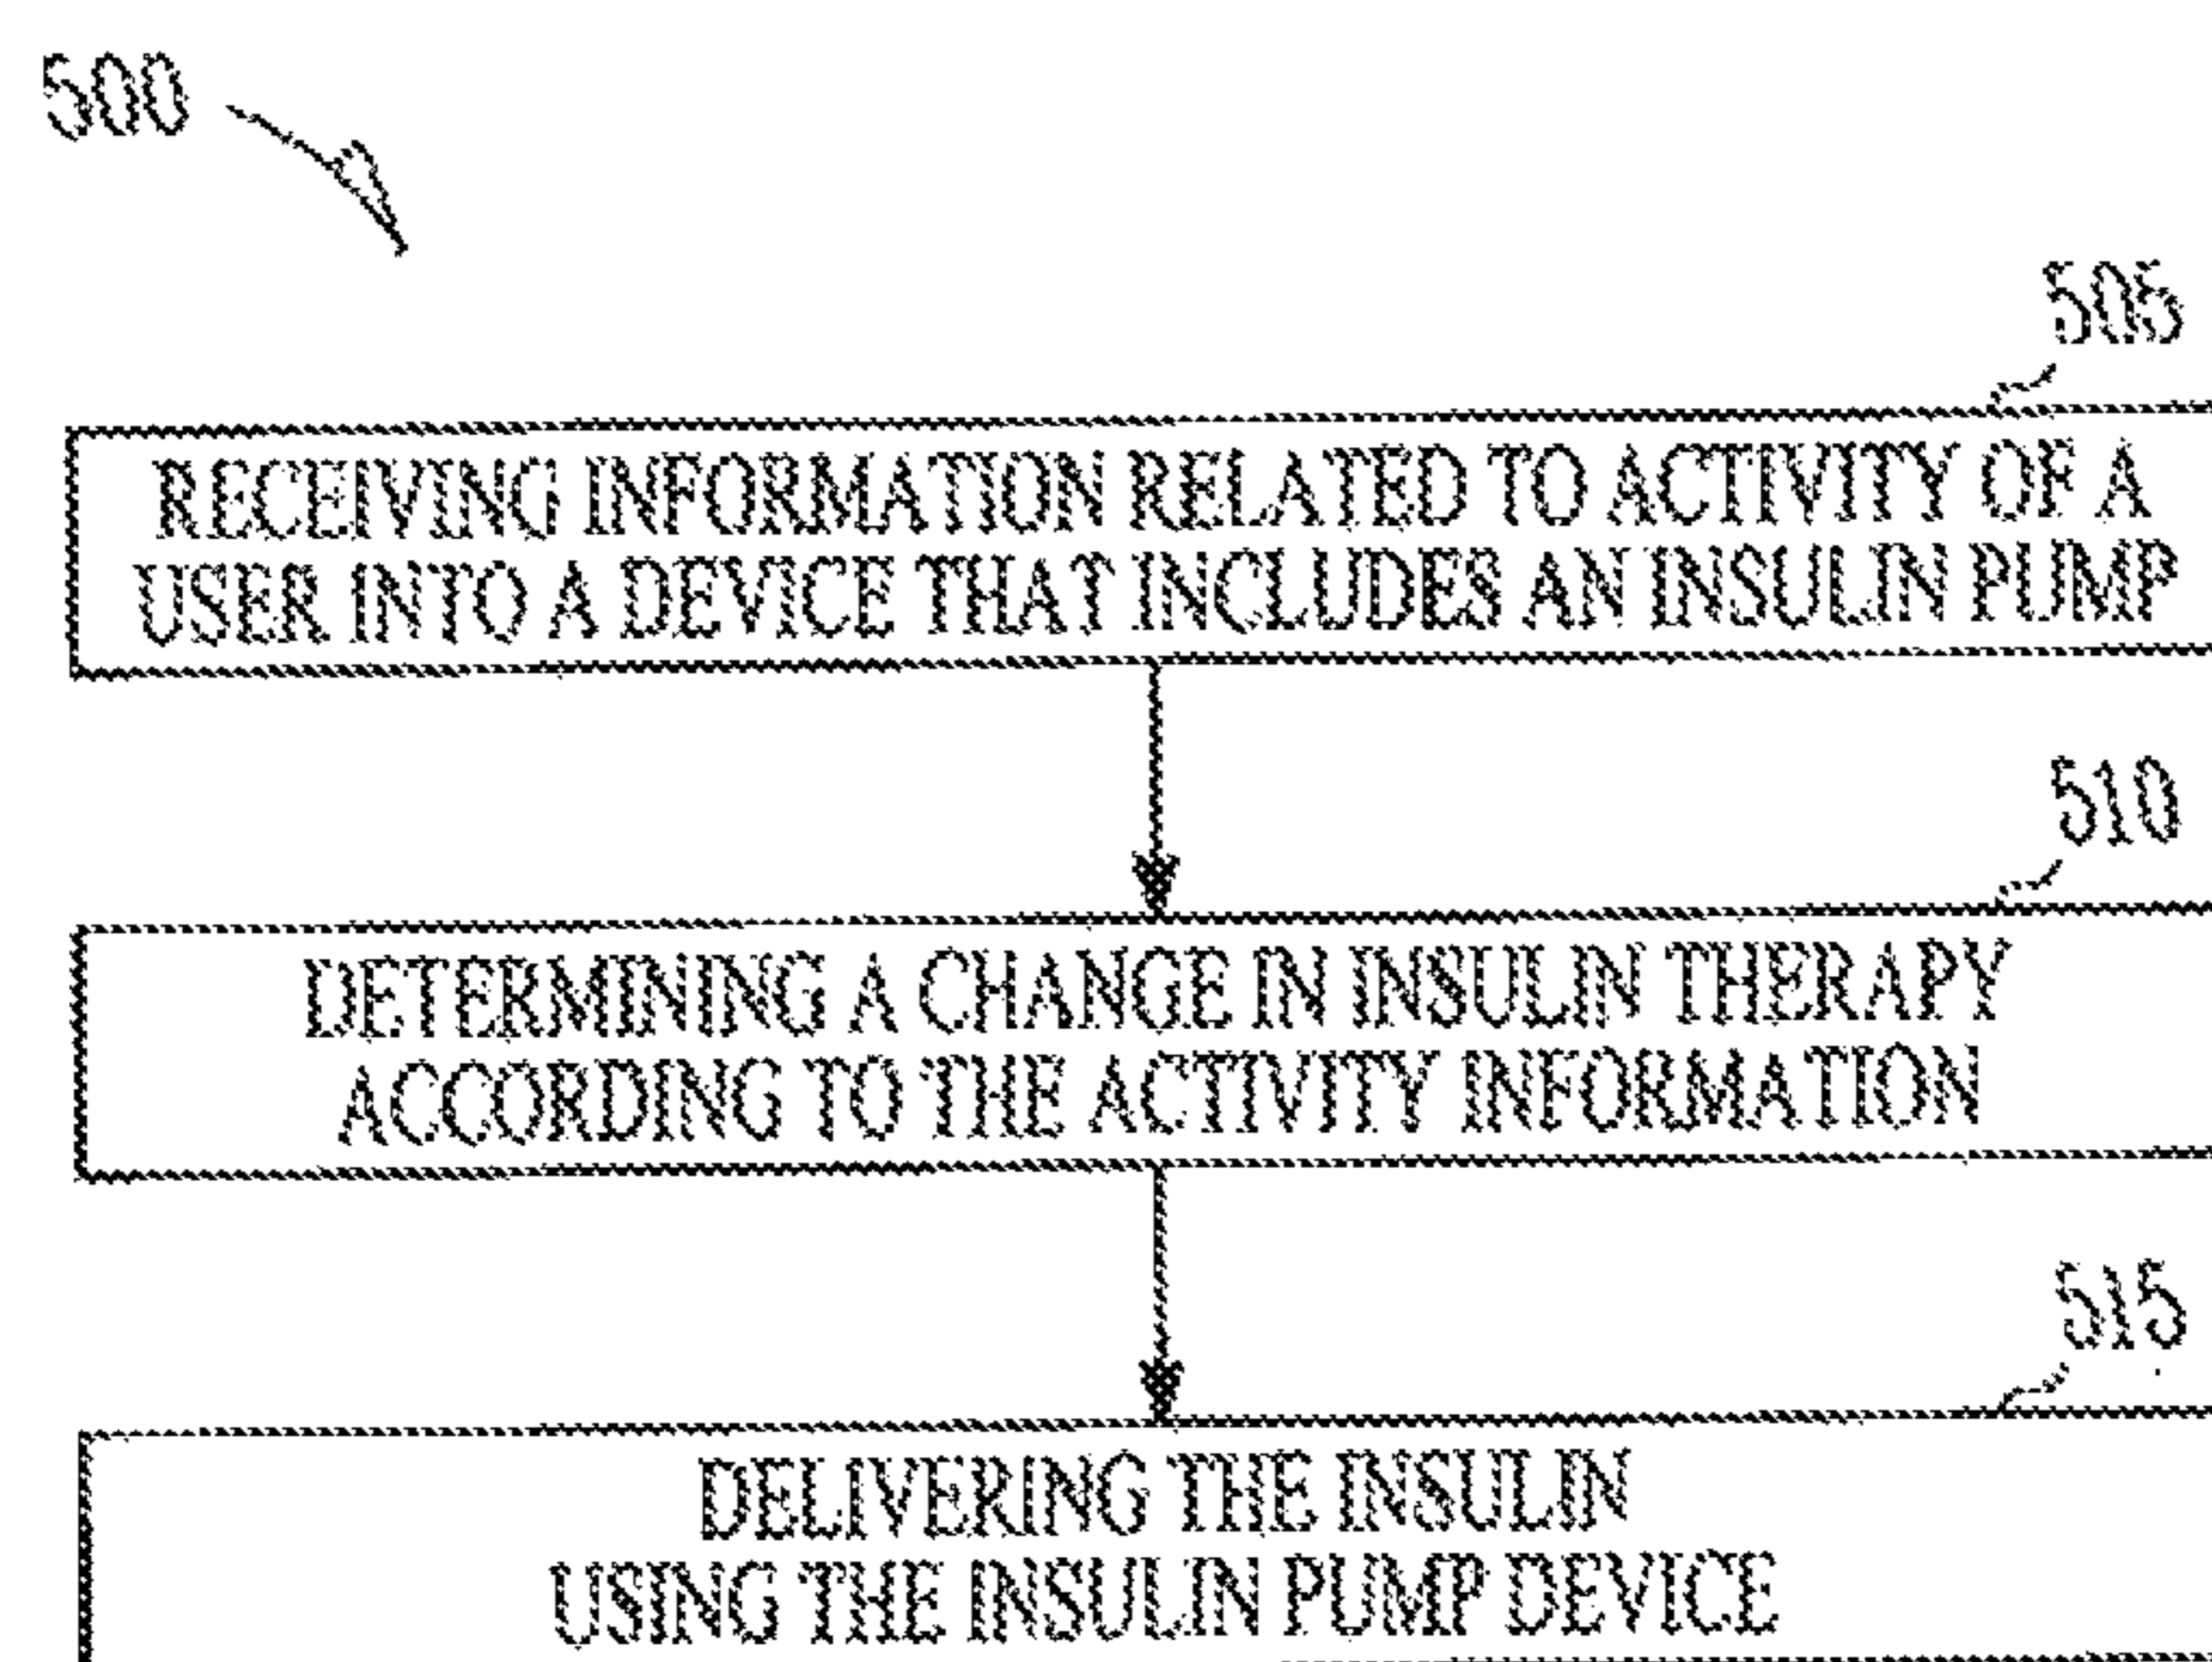 500
505
RECEIVING INFORMATION RELATED TO ACTIVITY OF A
USER INTO A DEVICE THAT INCLUDES AN INSULIN PUMP
510
DETERMINING A CHANGE IN INSULIN THERAPY
ACCORDING TO THE ACTIVITY INFORMATION
515
DELIVERING THE INSULIN
USING THE INSULIN PUMP DEVICE